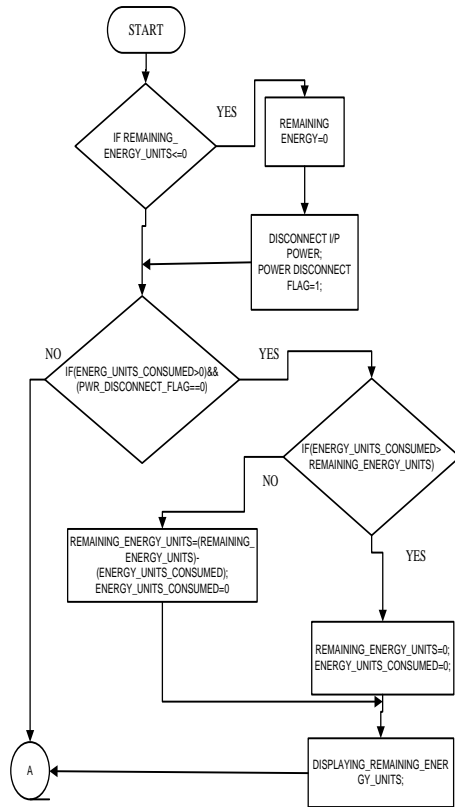 START
YES
IF REMAINING_
ENERGY_UNITS<=0
REMAINING
ENERGY=0
DISCONNECT I/P
POWER;
POWER DISCONNECT
FLAG=1;
NO
YES
IF(ENERG_UNITS_CONSUMED>0)&&
(PWR_DISCONNECT_FLAG==0)
IF(ENERGY_UNITS_CONSUMED>
REMAINING_ENERGY_UNITS)
NO
YES
REMAINING_ENERGY_UNITS=(REMAINING_
ENERGY_UNITS)-
(ENERGY_UNITS_CONSUMED);
ENERGY_UNITS_CONSUMED=0
REMAINING_ENERGY_UNITS=0;
ENERGY_UNITS_CONSUMED=0;
A
DISPLAYING_REMAINING_ENER
GY_UNITS;